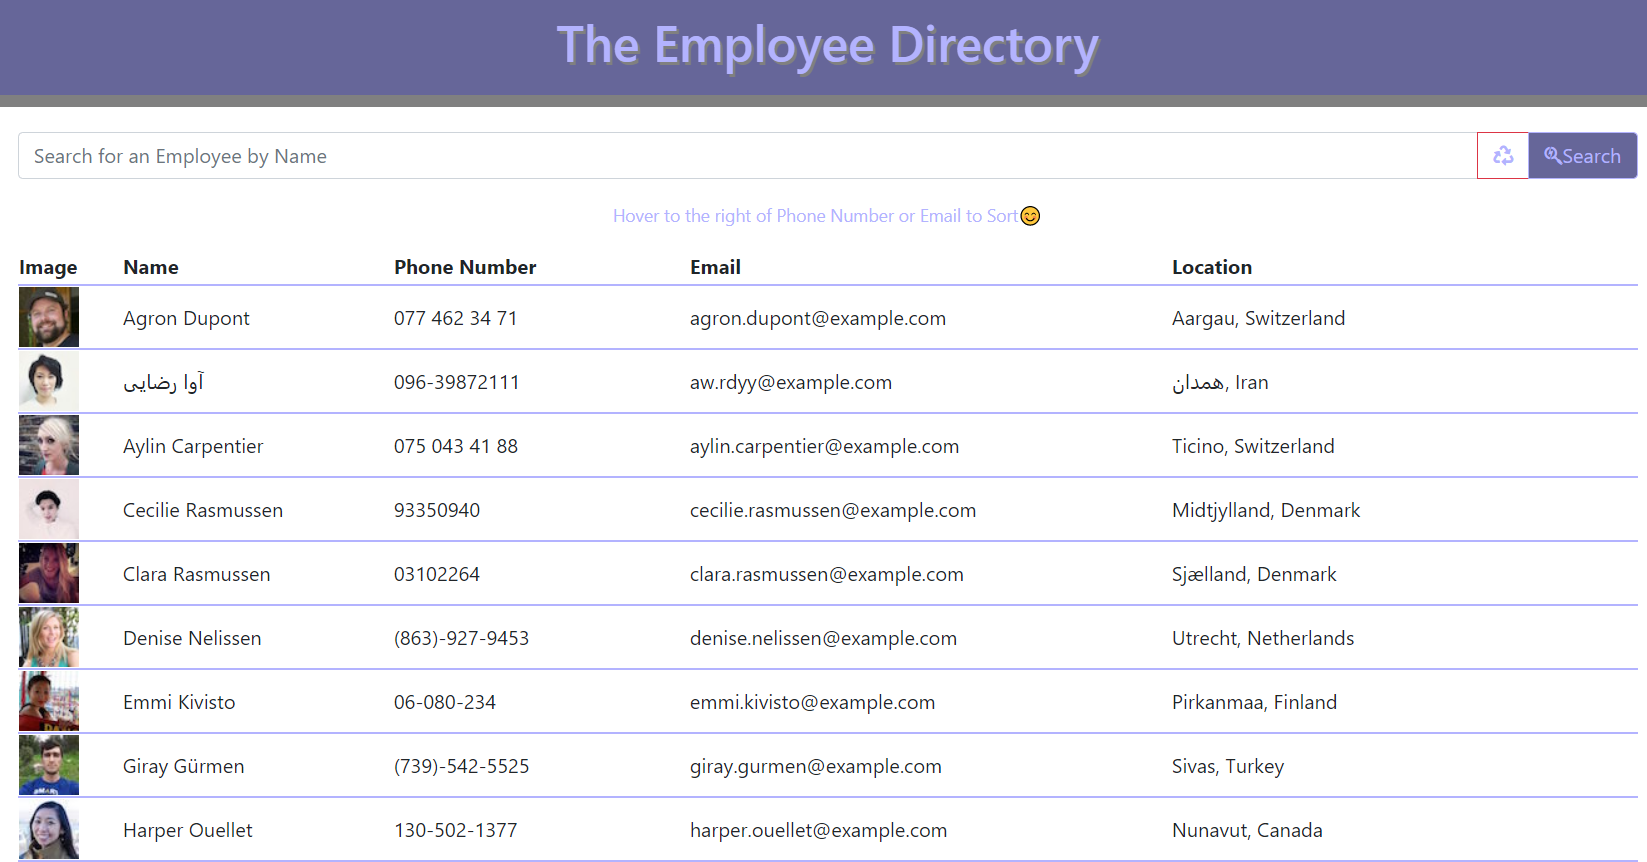 The Employee Directory
Search for an Employee by Name
Search
Hover to the right of Phone Number or Email to Sort😊
Image Name Phone Number Email Location
Agron Dupont 077 462 34 71 agron.dupont@example.com Aargau, Switzerland
آوا رضایی 096-39872111 aw.rdyy@example.com همدان, Iran
Aylin Carpentier 075 043 41 88 aylin.carpentier@example.com Ticino, Switzerland
Cecilie Rasmussen 93350940 cecilie.rasmussen@example.com Midtjylland, Denmark
Clara Rasmussen 03102264 clara.rasmussen@example.com Sjælland, Denmark
Denise Nelissen (863)-927-9453 denise.nelissen@example.com Utrecht, Netherlands
Emmi Kivisto 06-080-234 emmi.kivisto@example.com Pirkanmaa, Finland
Giray Gürmen (739)-542-5525 giray.gurmen@example.com Sivas, Turkey
Harper Ouellet 130-502-1377 harper.ouellet@example.com Nunavut, Canada